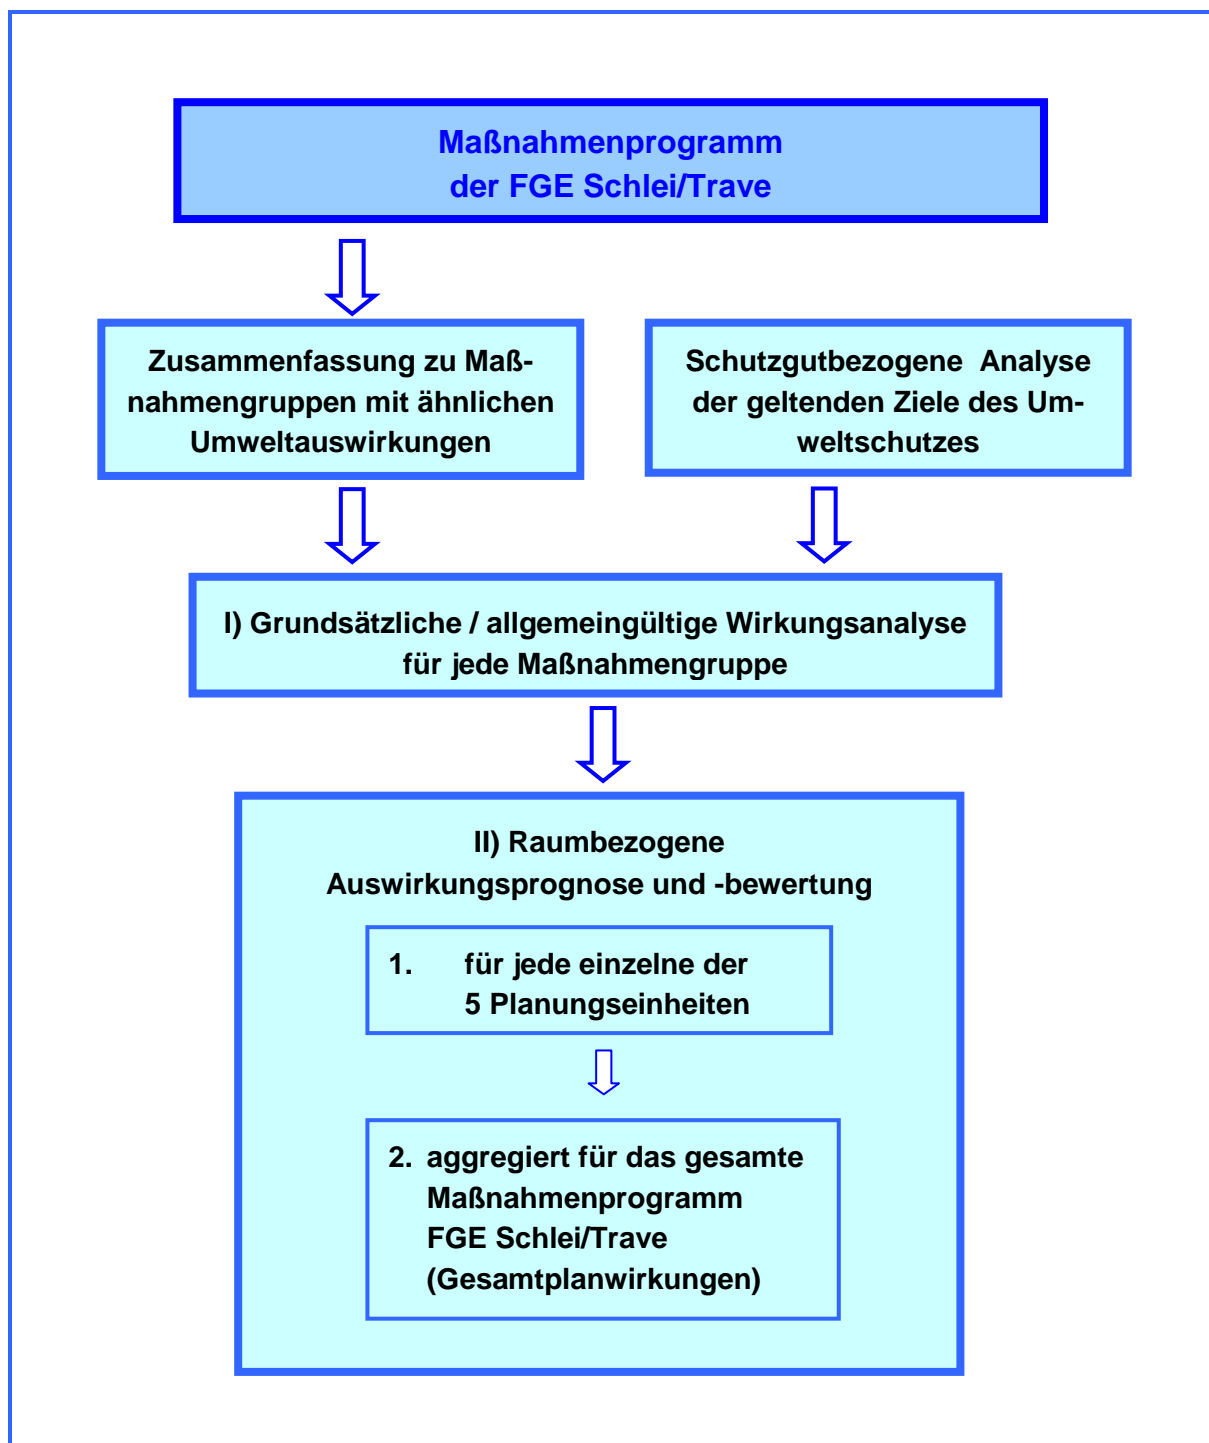 Maßnahmenprogramm
der FGE Schlei/Trave
Zusammenfassung zu Maß-
nahmengruppen mit ähnlichen
Umweltauswirkungen
Schutzgutbezogene Analyse
der geltenden Ziele des Um-
weltschutzes
I) Grundsätzliche / allgemeingültige Wirkungsanalyse
für jede Maßnahmengruppe
II) Raumbezogene
Auswirkungsprognose und -bewertung
1. für jede einzelne der
5 Planungseinheiten
2. aggregiert für das gesamte
Maßnahmenprogramm
FGE Schlei/Trave
(Gesamtplanwirkungen)